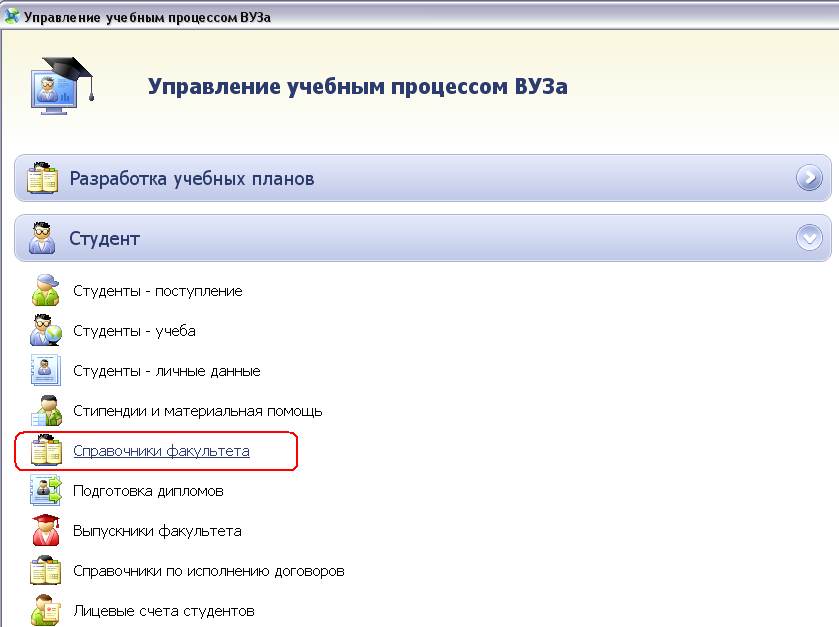 Управление учебным процессом ВУЗа
Управление учебным процессом ВУЗа
Разработка учебных планов
Студент
Студенты - поступление
Студенты - учеба
Студенты - личные данные
Стипендии и материальная помощь
Справочники факультета
Подготовка дипломов
Выпускники факультета
Справочники по исполнению договоров
Лицевые счета студентов